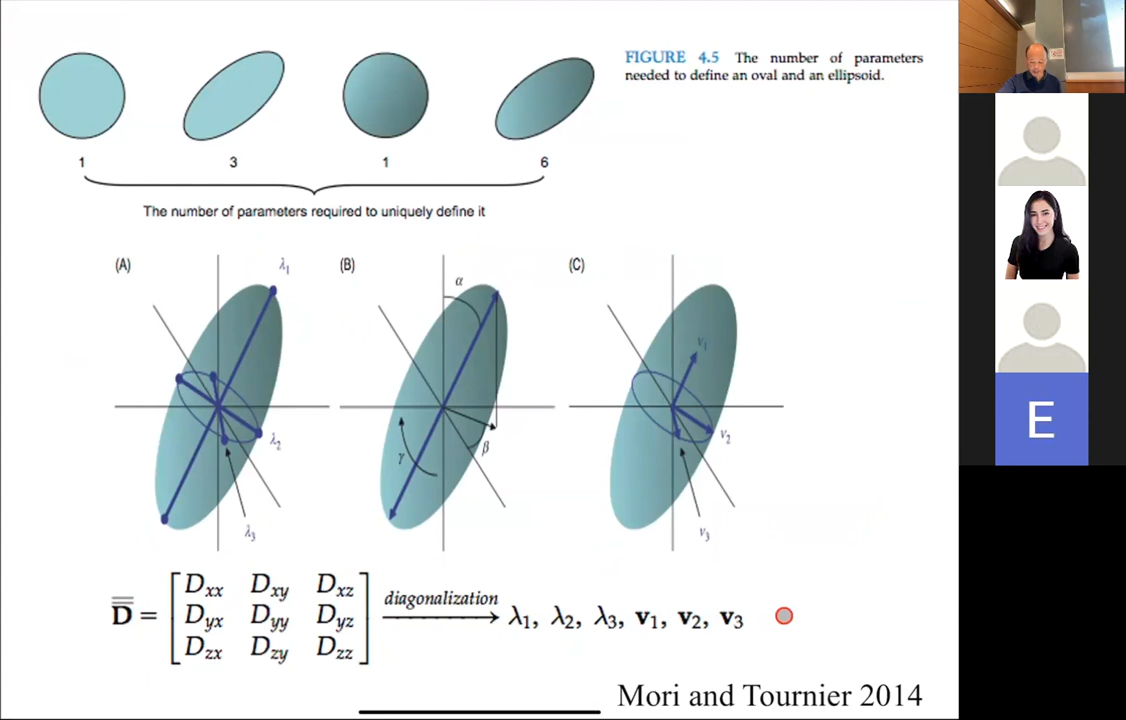 FIGURE 4.5 The number of parameters
needed to define an oval and an ellipsoid.
1 3 1 6
The number of parameters required to uniquely define it
(A) λ₁ (B) α (C)
v₁
λ₂ β v₂
γ
λ₃ v₃
D = [ Dxx Dxy Dxz ]
[ Dyx Dyy Dyz ] diagonalization → λ₁, λ₂, λ₃, v₁, v₂, v₃
[ Dzx Dzy Dzz ]
Mori and Tournier 2014
E